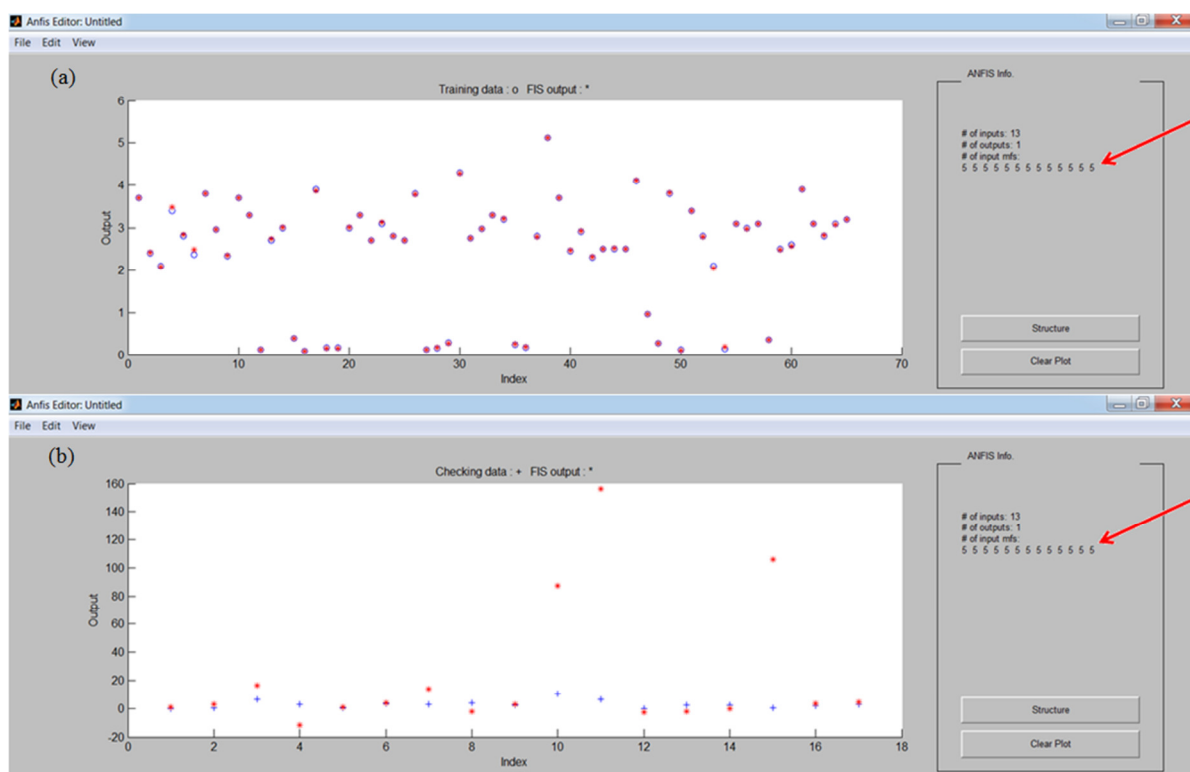 Anfis Editor: Untitled
File Edit View
(a)
Training data : o FIS output : *
6
5
4
3
2
1
0
Output
0 10 20 30 40 50 60 70
Index
ANFIS Info.
# of inputs: 13
# of outputs: 1
# of input mfs:
5 5 5 5 5 5 5 5 5 5 5 5 5
Structure
Clear Plot
Anfis Editor: Untitled
File Edit View
(b)
Checking data : + FIS output : *
160
140
120
100
80
60
40
20
0
-20
Output
0 2 4 6 8 10 12 14 16 18
Index
ANFIS Info.
# of inputs: 13
# of outputs: 1
# of input mfs:
5 5 5 5 5 5 5 5 5 5 5 5 5
Structure
Clear Plot